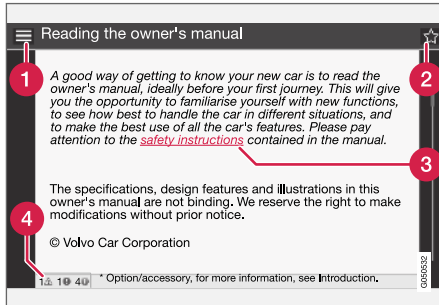 Reading the owner's manual
1
2
A good way of getting to know your new car is to read the
owner's manual, ideally before your first journey. This will give
you the opportunity to familiarise yourself with new functions,
to see how best to handle the car in different situations, and
to make the best use of all the car's features. Please pay
attention to the safety instructions contained in the manual.
3
The specifications, design features and illustrations in this
owner's manual are not binding. We reserve the right to make
modifications without prior notice.
4
© Volvo Car Corporation
1 1 4 * Option/accessory, for more information, see Introduction.
G050532